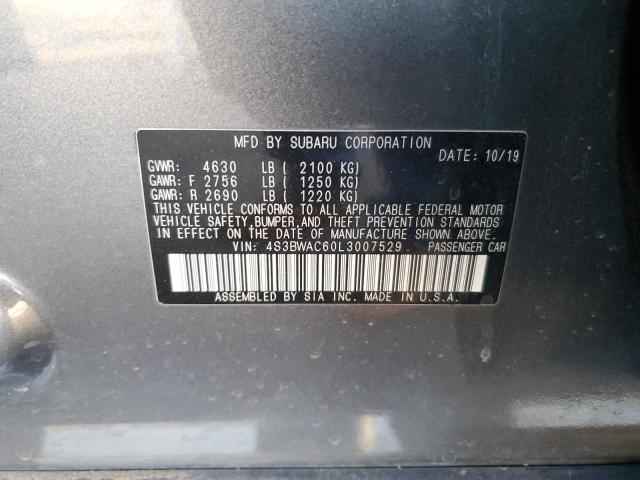 MFD BY SUBARU CORPORATION
DATE: 10/19
GVWR: 4630 LB ( 2100 KG)
GAWR: F 2756 LB ( 1250 KG)
GAWR: R 2690 LB ( 1220 KG)
THIS VEHICLE CONFORMS TO ALL APPLICABLE FEDERAL MOTOR
VEHICLE SAFETY,BUMPER,AND THEFT PREVENTION STANDARDS
IN EFFECT ON THE DATE OF MANUFACTURE SHOWN ABOVE.
VIN: 4S3BWAC60L3007529 PASSENGER CAR
ASSEMBLED BY SIA INC. MADE IN U.S.A.